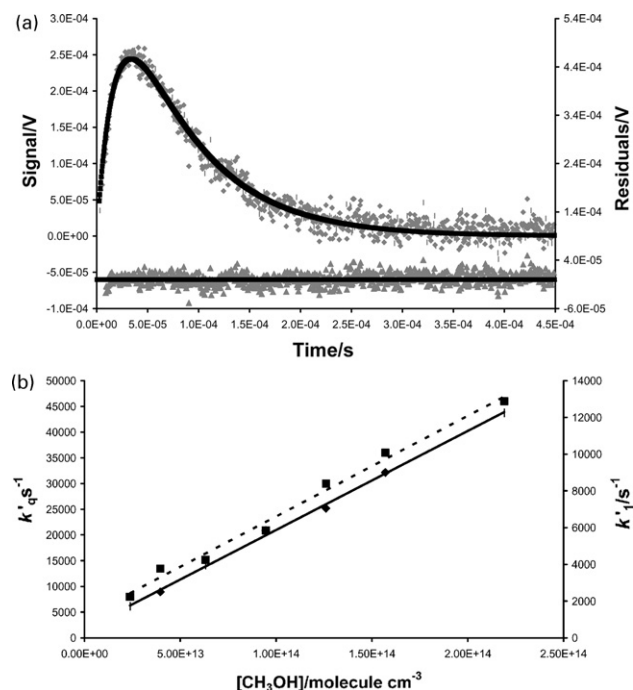 (a)
3.0E-04
2.5E-04
2.0E-04
1.5E-04
1.0E-04
5.0E-05
0.0E+00
-5.0E-05
-1.0E-04
Signal/V
5.4E-04
4.4E-04
3.4E-04
2.4E-04
1.4E-04
4.0E-05
-6.0E-05
Residuals/V
0.0E+00 5.0E-05 1.0E-04 1.5E-04 2.0E-04 2.5E-04 3.0E-04 3.5E-04 4.0E-04 4.5E-04
Time/s
(b)
50000
45000
40000
35000
30000
25000
20000
15000
10000
5000
0
k'q s-1
14000
12000
10000
8000
6000
4000
2000
0
k'1/s-1
0.00E+00 5.00E+13 1.00E+14 1.50E+14 2.00E+14 2.50E+14
[CH3OH]/molecule cm-3